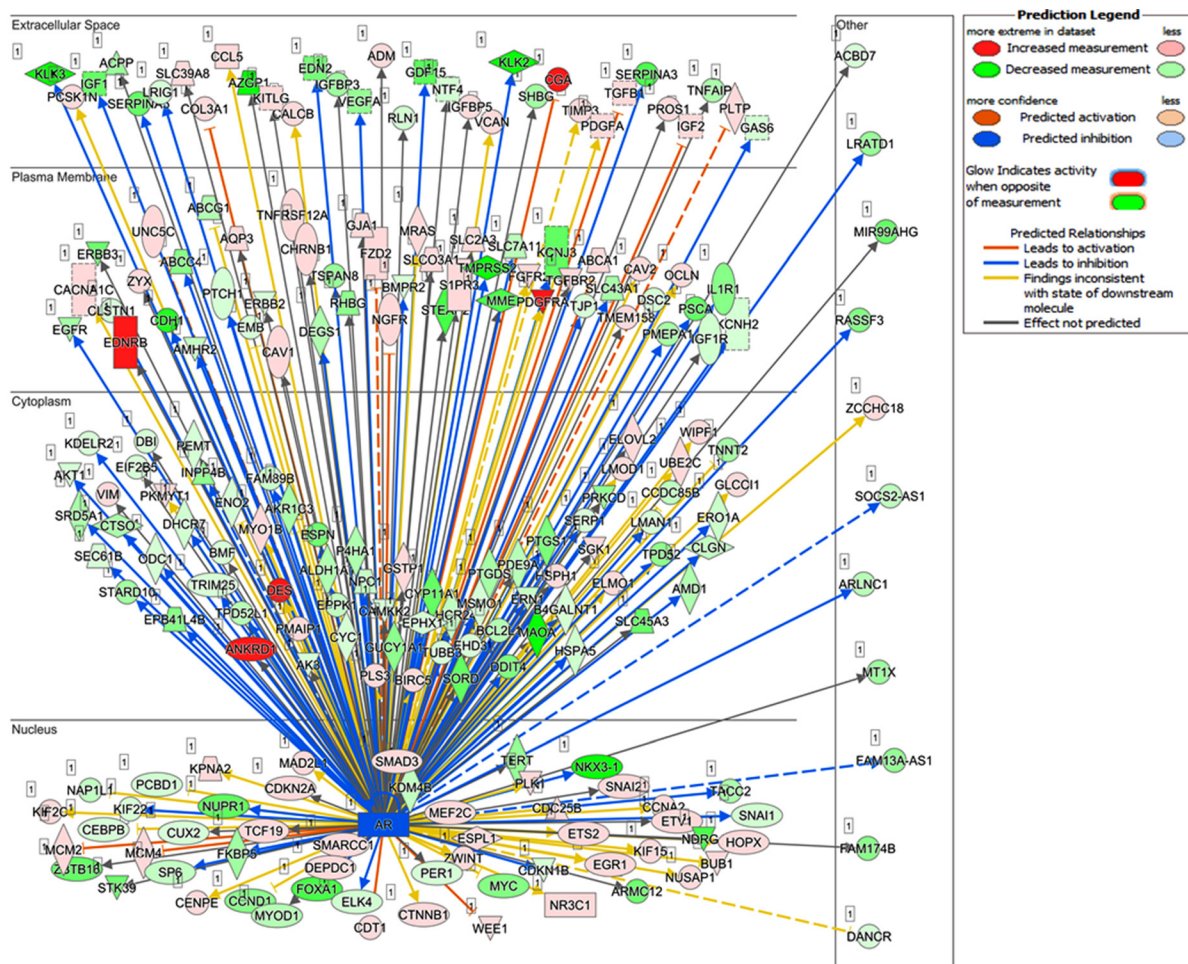 Extracellular Space
Other
Prediction Legend
more extreme in dataset
less
Increased measurement
Decreased measurement
more confidence
less
Predicted activation
Predicted inhibition
Glow Indicates activity
when opposite
of measurement
Predicted Relationships
Leads to activation
Leads to inhibition
Findings inconsistent
with state of downstream
molecule
Effect not predicted
KLK3
PCSK1N
IGF1
ACPP
LRIG1
SLC39A8
COL3A1
CCL5
AZGP1
KITLG
CALCB
EDN2
VEGFA
ADM
RLN1
GDF15
NTF4
IGFBP5
VCAN
KLK2
SHBG
CGA
TIMP3
PDGFA
SERPINA3
PROS1
IGF2
TNFAIP
PLTP
GAS6
ACBD7
LRATD1
MIR99AHG
RASSF3
ZCCHC18
SOCS2-AS1
ARLNC1
MT1X
FAM13A-AS1
FAM174B
DANCR
Plasma Membrane
ABCG1
UNC5C
ERBB3
ABCC4
AQP3
TNFRSF12A
CHRNB1
GJA1
FZD2
MRAS
SLCO3A1
SLC2A3
SLC7A11
KCNJ3
ABCA1
CAV2
OCLN
IL1R1
CACNA1C
ZYX
PTCH1
ERBB2
TSPAN8
RHBG
BMPR2
S1PR3
TMPRSS2
FGFR2
TGFBR2
SLC43A1
DSC2
CLSTN1
EGFR
EDNRB
CDH1
AMHR2
EMB
CAV1
DEGS1
NGFR
MME
PDGFRA
TJP1
TMEM158
PMEPA1
PSCA
IGF1R
KCNH2
Cytoplasm
KDELR2
DBI
PEMT
AKT1
EIF2B5
INPP4B
FAM89B
VIM
PKMYT1
ENO2
AKR1C3
SRD5A1
CTSO
DHCR7
MYO1B
ESPN
SEC61B
ODC1
BMF
ALDH1A
P4HA1
STARD10
TRIM25
DES
NPC1
GSTP1
EPB41L4B
TPD52L1
EPPK1
CAMKK2
CYP11A1
ANKRD1
PMAIP1
CYC1
GUCY1A1
EPHX1
AK3
PLS3
BIRC5
TUBB3
SORD
EHD3
DDIT4
MAOA
HSPA5
B4GALNT1
MSMO1
ERN1
PTGDS
PDE9A
PTGS1
HSPH1
SGK1
SERP1
PRKCD
ELOVL2
LMOD1
WIPF1
UBE2C
TNNT2
CCDC85B
GLCCI1
LMAN1
ERO1A
TPD52
CLGN
ELMO1
AMD1
SLC45A3
Nucleus
KPNA2
MAD2L1
SMAD3
TERT
NKX3-1
NAP1L1
PCBD1
CDKN2A
KDM4B
PLK1
SNAI2
TACC2
KIF2C
KIF22
NUPR1
AR
MEF2C
CDC25B
CCNA2
ETV1
SNAI1
CEBPB
CUX2
TCF19
ESPL1
ETS2
HOPX
MCM2
MCM4
FKBP5
SMARCC1
ZWINT
KIF15
BUB1
STK39
SP6
DEPDC1
PER1
CDKN1B
EGR1
NUSAP1
CENPE
CCND1
FOXA1
ELK4
MYC
ARMC12
MYOD1
CDT1
CTNNB1
WEE1
NR3C1